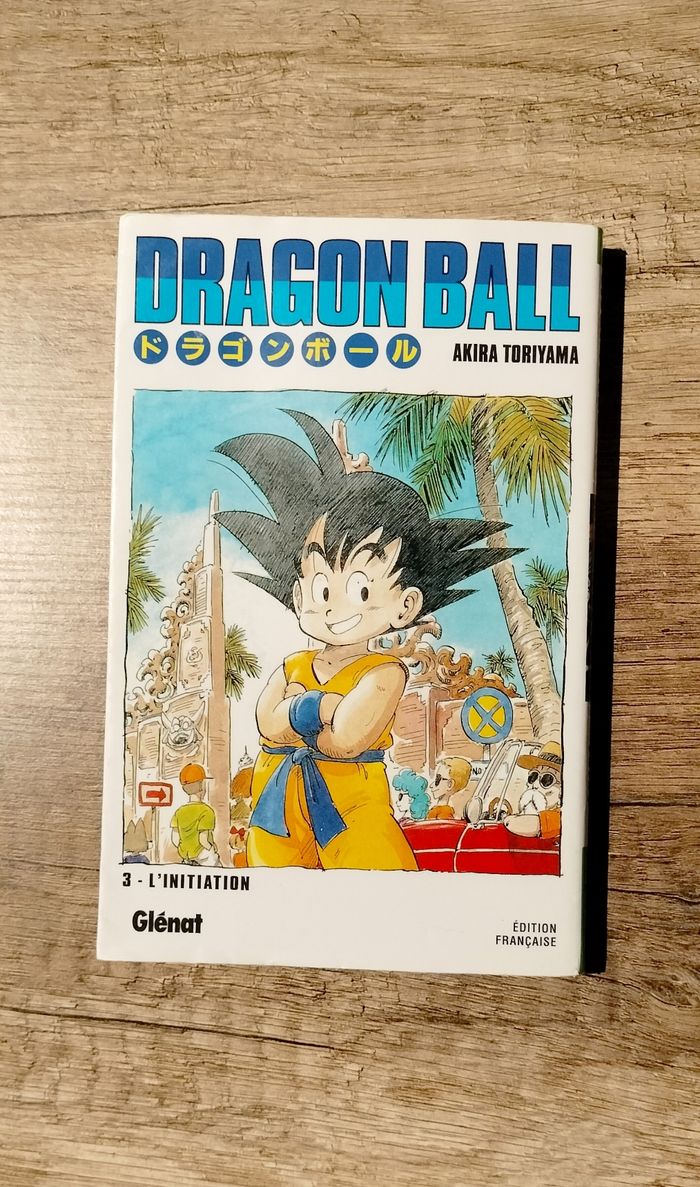 DRAGON BALL
ドラゴンボール
AKIRA TORIYAMA
3 - L'INITIATION
Glénat
ÉDITION
FRANÇAISE